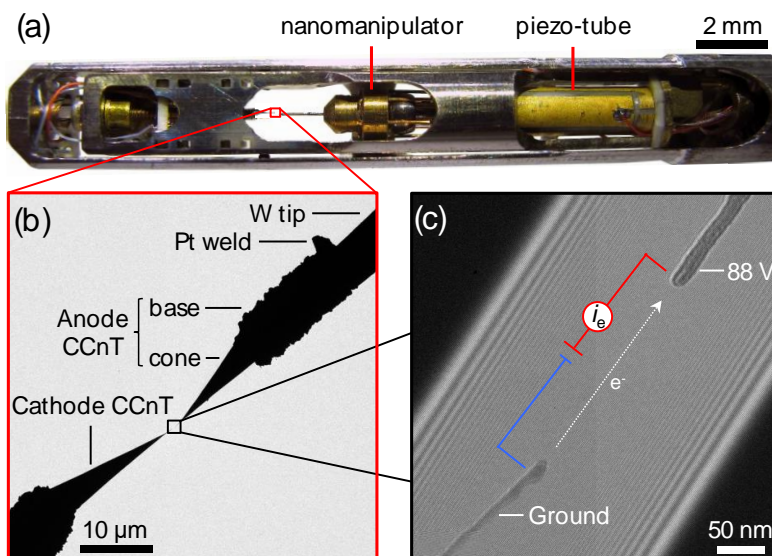 (a)
nanomanipulator
piezo-tube
2 mm
(b)
W tip
Pt weld
Anode
CCnT
base
cone
Cathode CCnT
10 µm
(c)
88 V
iₑ
e⁻
Ground
50 nm